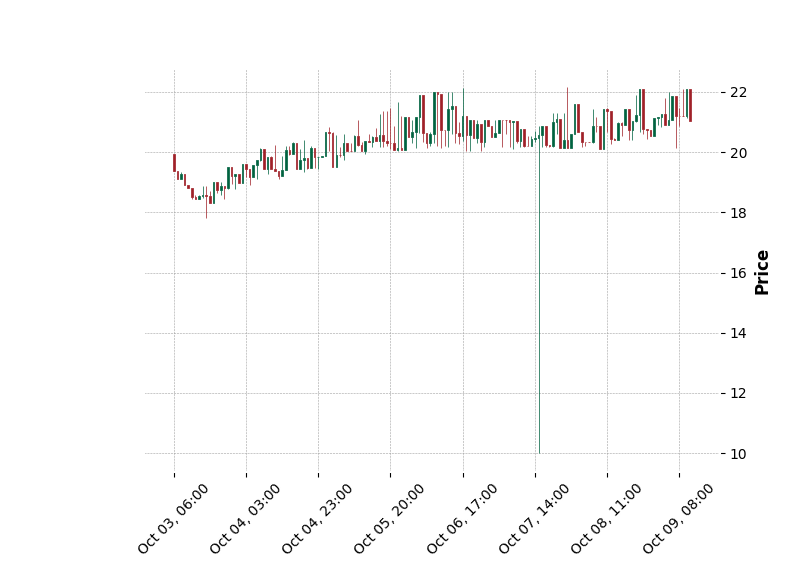 22
20
18
16
14
12
10
Price
Oct 03, 06:00
Oct 04, 03:00
Oct 04, 23:00
Oct 05, 20:00
Oct 06, 17:00
Oct 07, 14:00
Oct 08, 11:00
Oct 09, 08:00